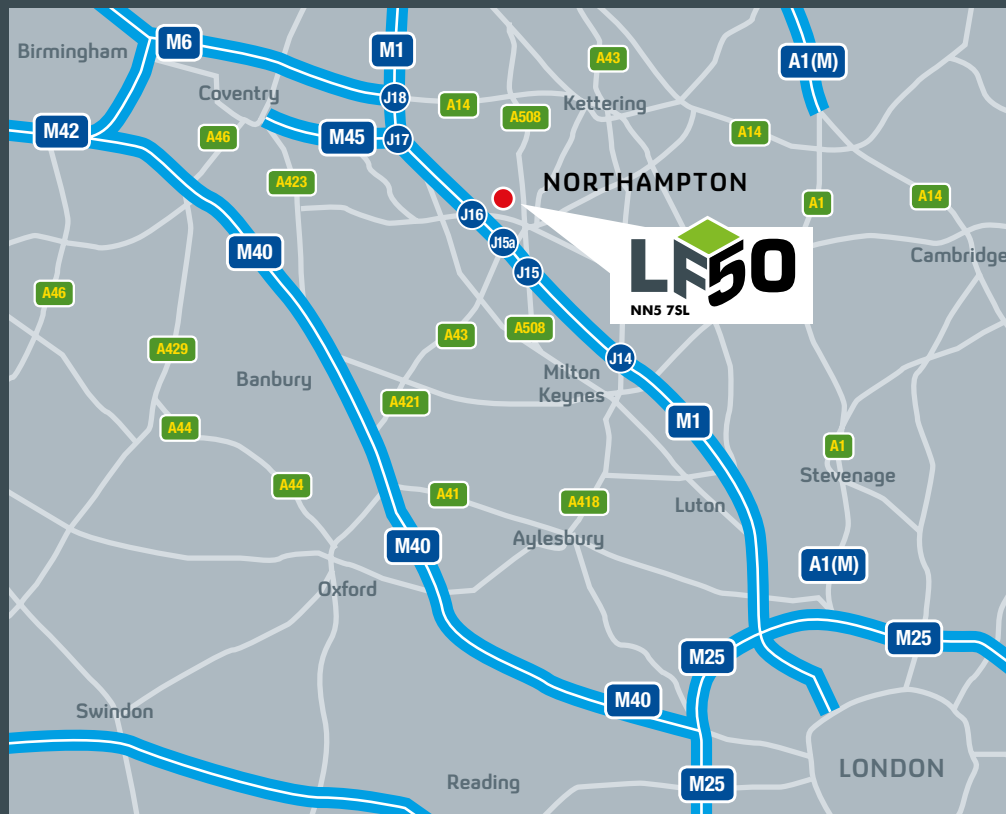 Birmingham
M6
M1
A43
A1(M)
Coventry
J18
A14
Kettering
A508
M42
A46
M45
J17
A14
A423
NORTHAMPTON
A1
A14
J16
J15a
M40
J15
LF50
NN5 7SL
Cambridge
A46
A429
A43
A508
J14
Banbury
Milton
Keynes
A421
M1
A44
A1
Stevenage
A44
A41
A418
Luton
M40
Aylesbury
A1(M)
Oxford
M25
M25
M40
Swindon
Reading
M25
LONDON